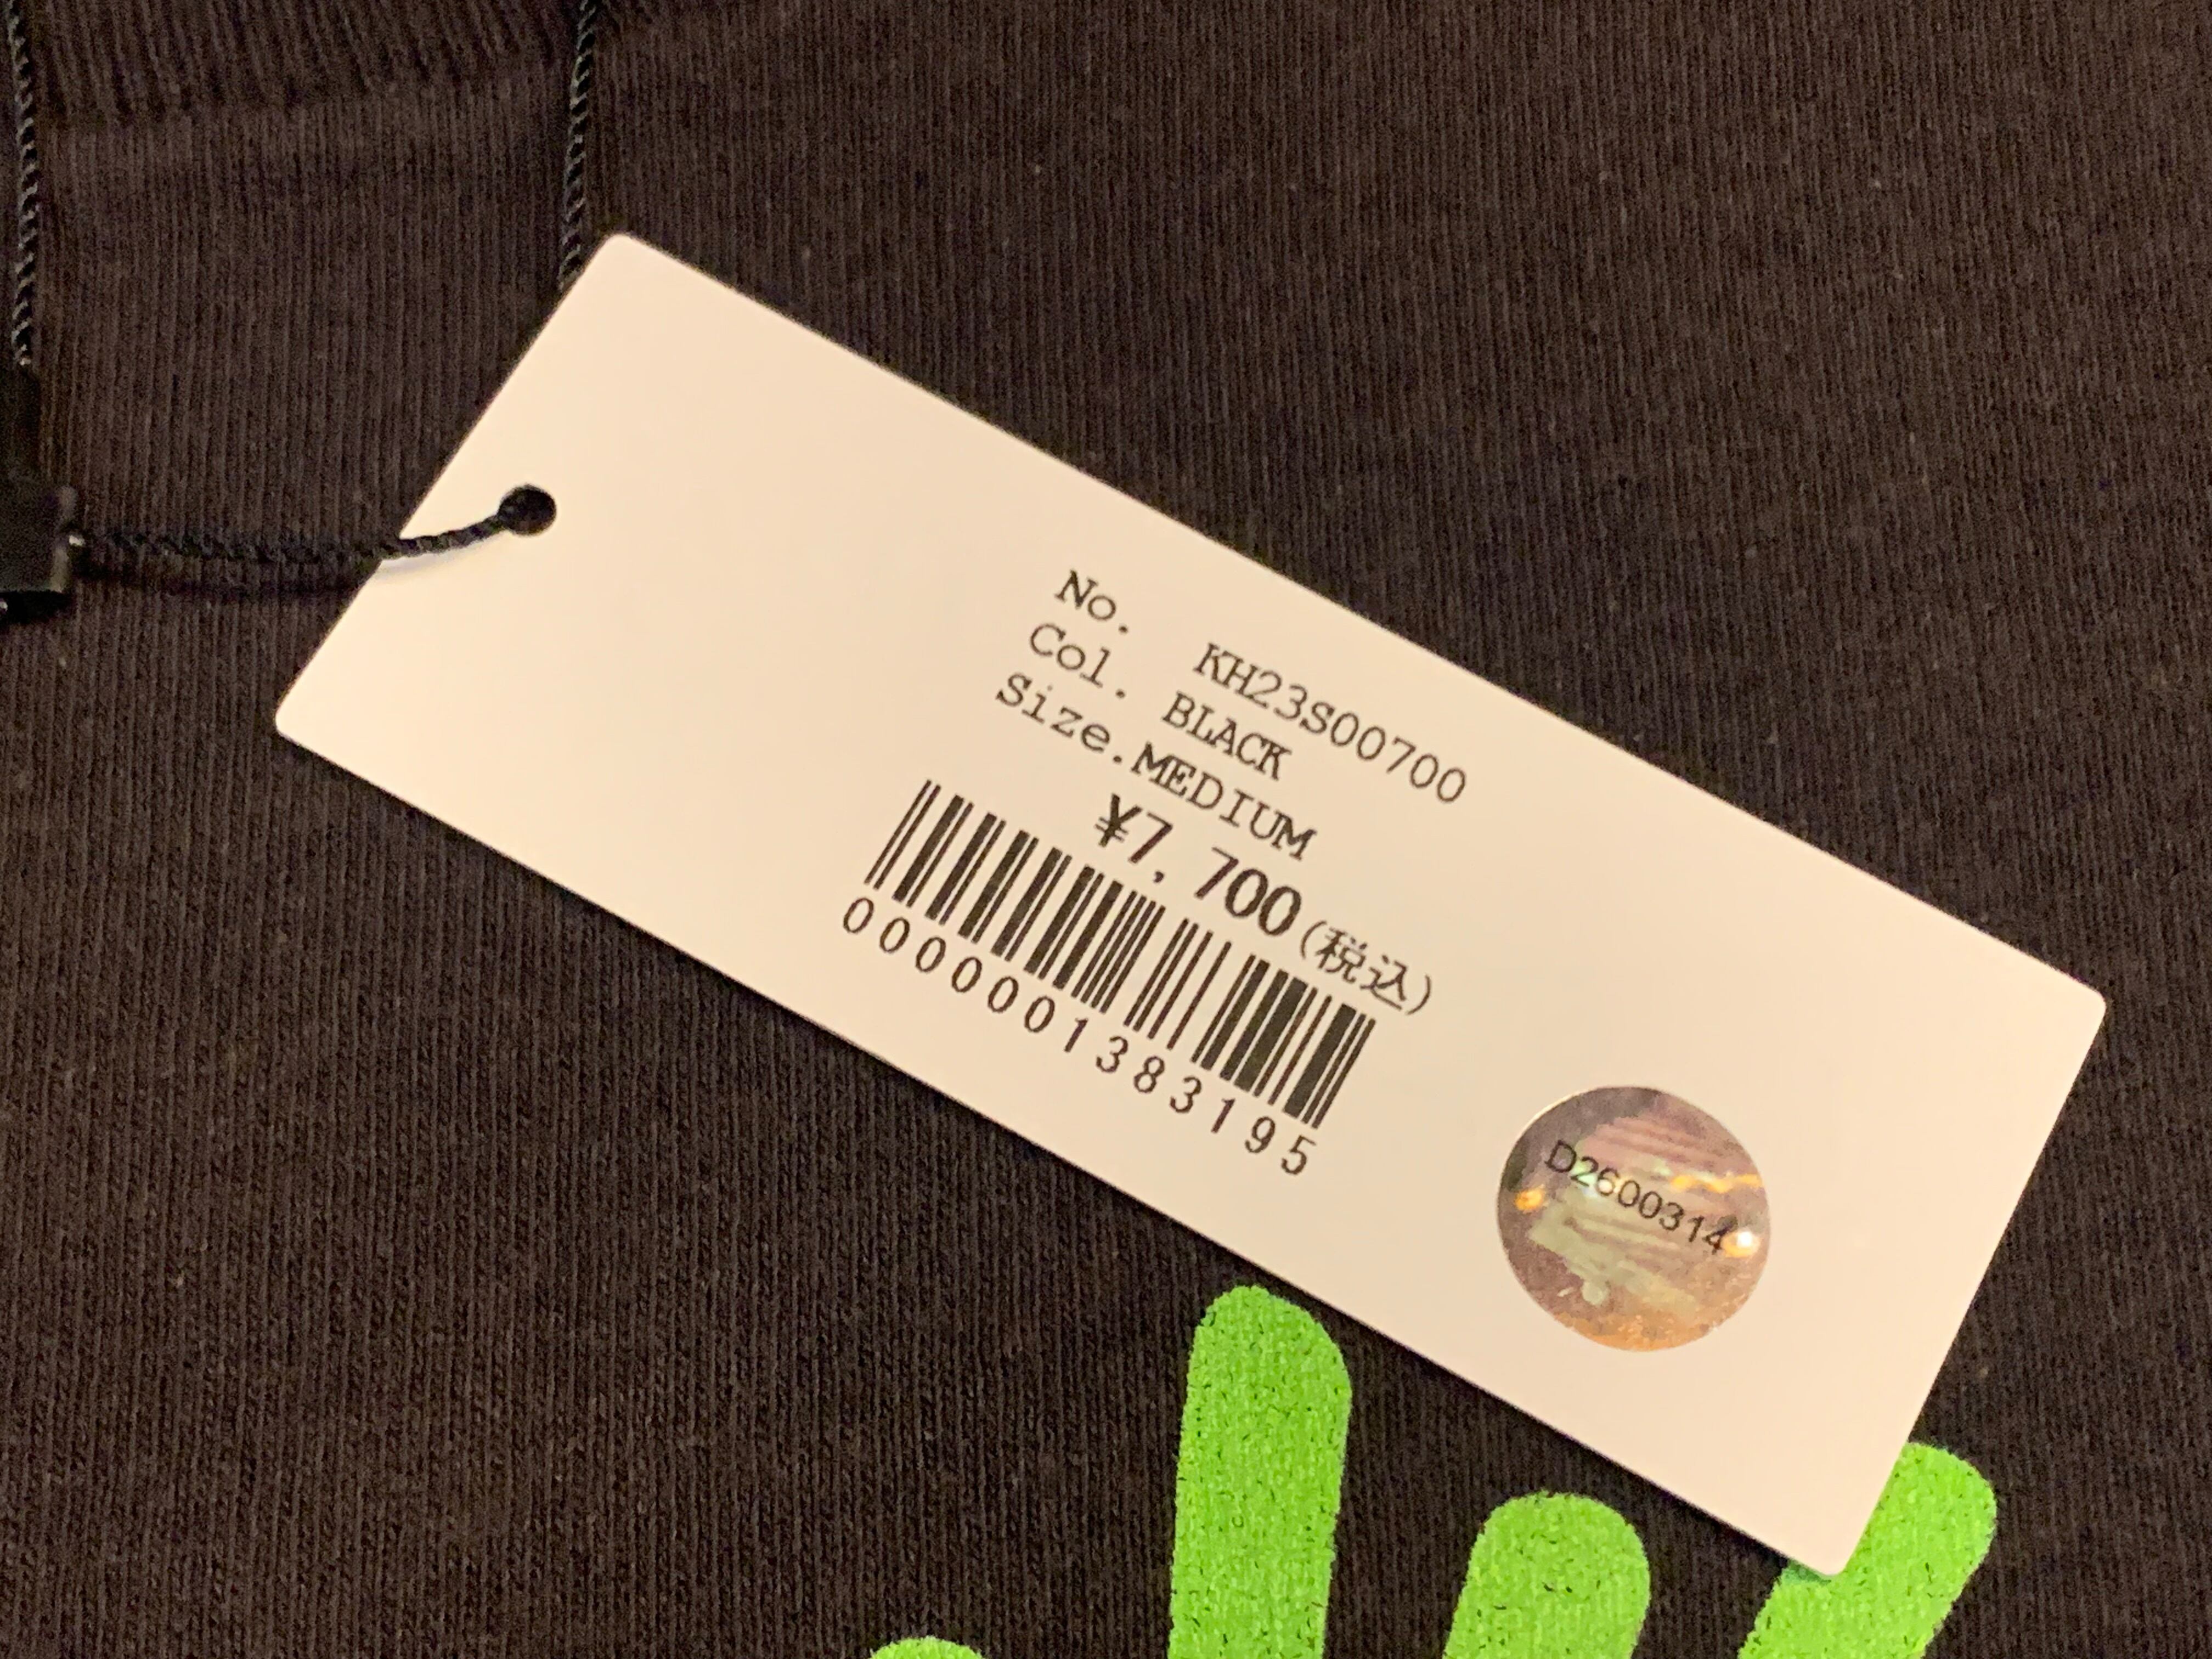 No. KH23S00700
Col. BLACK
Size.MEDIUM
¥7,700(税込)
0000001383195
D2600314